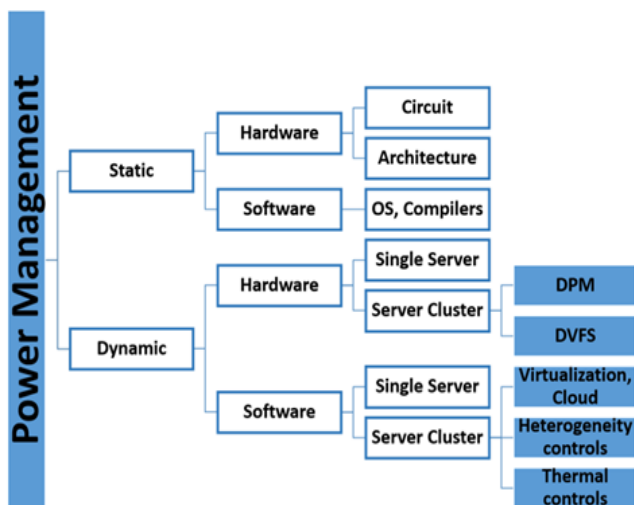 Power Management
Static
Hardware
Circuit
Architecture
Software
OS, Compilers
Dynamic
Hardware
Single Server
Server Cluster
DPM
DVFS
Software
Single Server
Server Cluster
Virtualization,
Cloud
Heterogeneity
controls
Thermal
controls